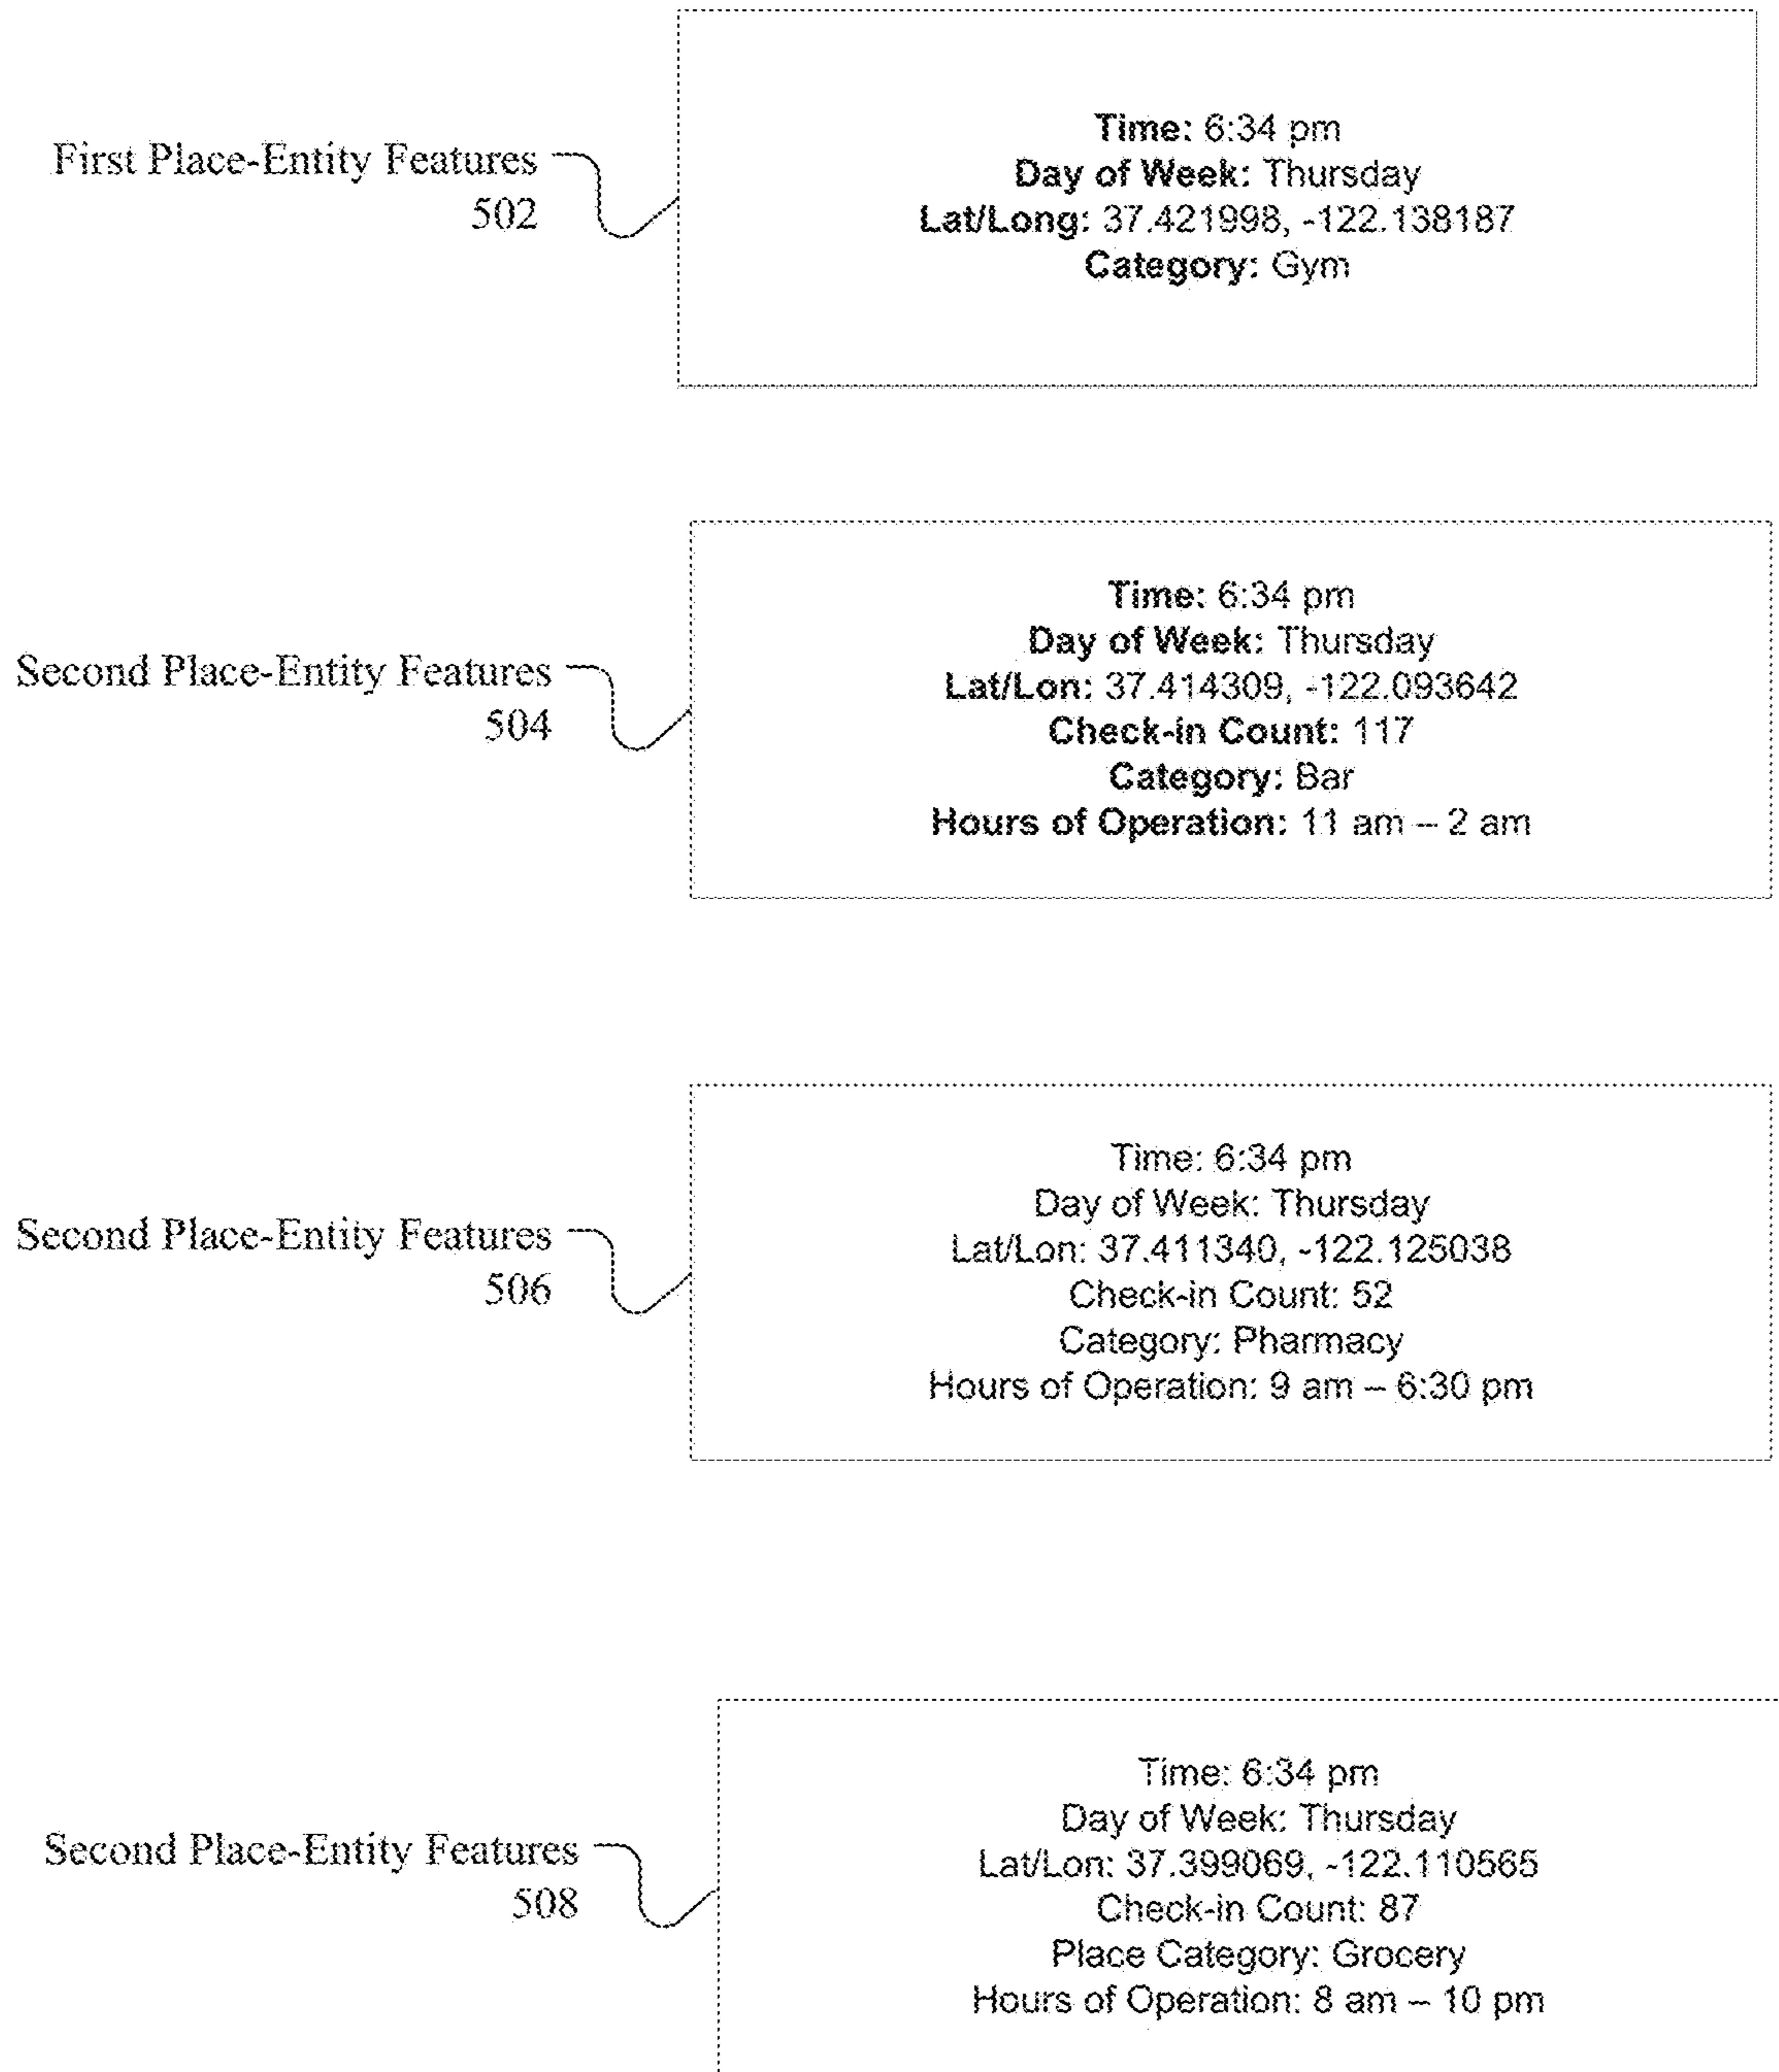 First Place-Entity Features
502
Time: 6:34 pm
Day of Week: Thursday
Lat/Long: 37.421998, -122.138187
Category: Gym
Second Place-Entity Features
504
Time: 6:34 pm
Day of Week: Thursday
Lat/Lon: 37.414309, -122.093642
Check-in Count: 117
Category: Bar
Hours of Operation: 11 am – 2 am
Second Place-Entity Features
506
Time: 6:34 pm
Day of Week: Thursday
Lat/Lon: 37.411340, -122.125038
Check-in Count: 52
Category: Pharmacy
Hours of Operation: 9 am – 6:30 pm
Second Place-Entity Features
508
Time: 6:34 pm
Day of Week: Thursday
Lat/Lon: 37.399069, -122.110565
Check-in Count: 87
Place Category: Grocery
Hours of Operation: 8 am – 10 pm